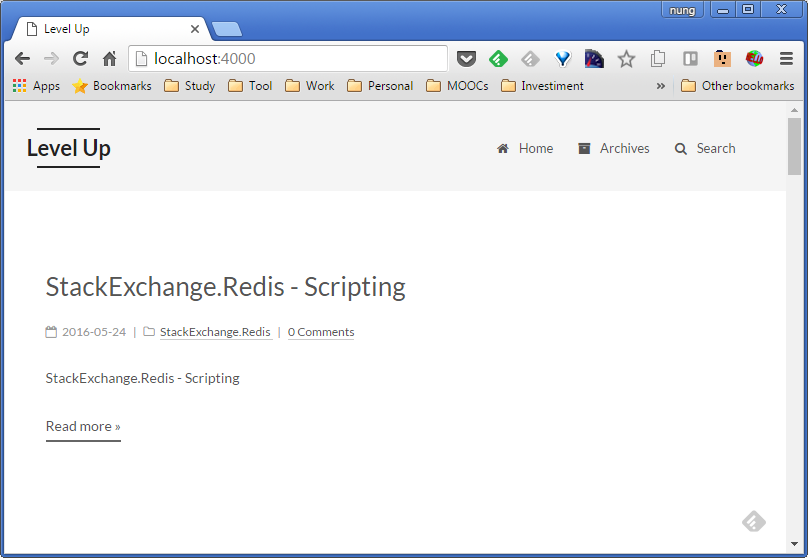 nung
Level Up
localhost:4000
Apps Bookmarks Study Tool Work Personal MOOCs Investiment » Other bookmarks
Level Up
Home Archives Search
StackExchange.Redis - Scripting
2016-05-24 | StackExchange.Redis | 0 Comments
StackExchange.Redis - Scripting
Read more »